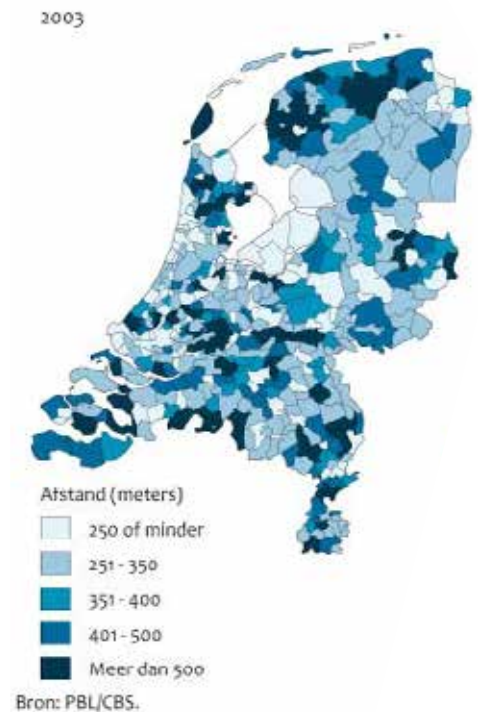 2003
Afstand (meters)
250 of minder
251 - 350
351 - 400
401 - 500
Meer dan 500
Bron: PBL/CBS.